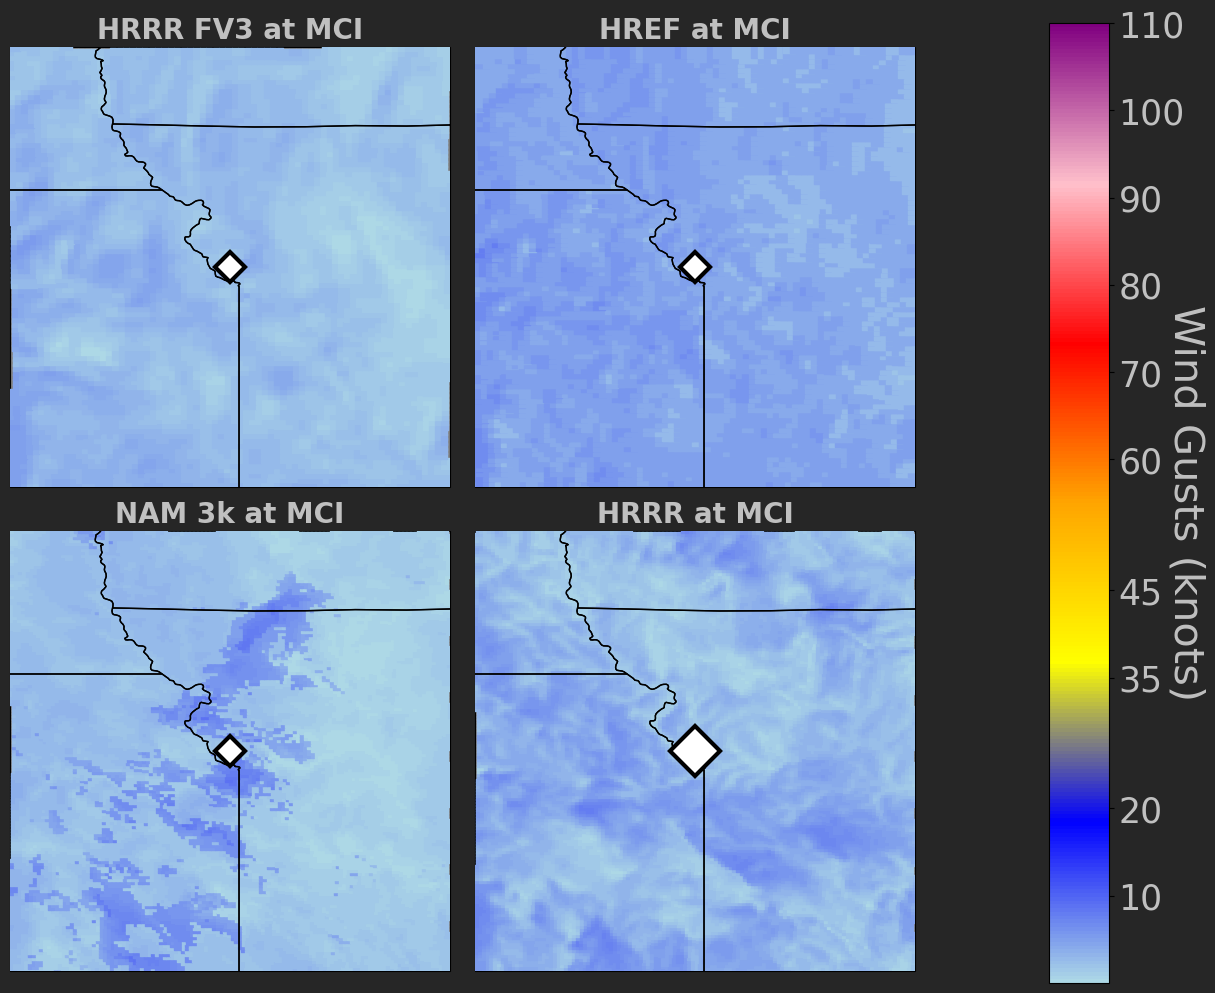 HRRR FV3 at MCI
HREF at MCI
NAM 3k at MCI
HRRR at MCI
110
100
90
80
70
60
45
35
20
10
Wind Gusts (knots)